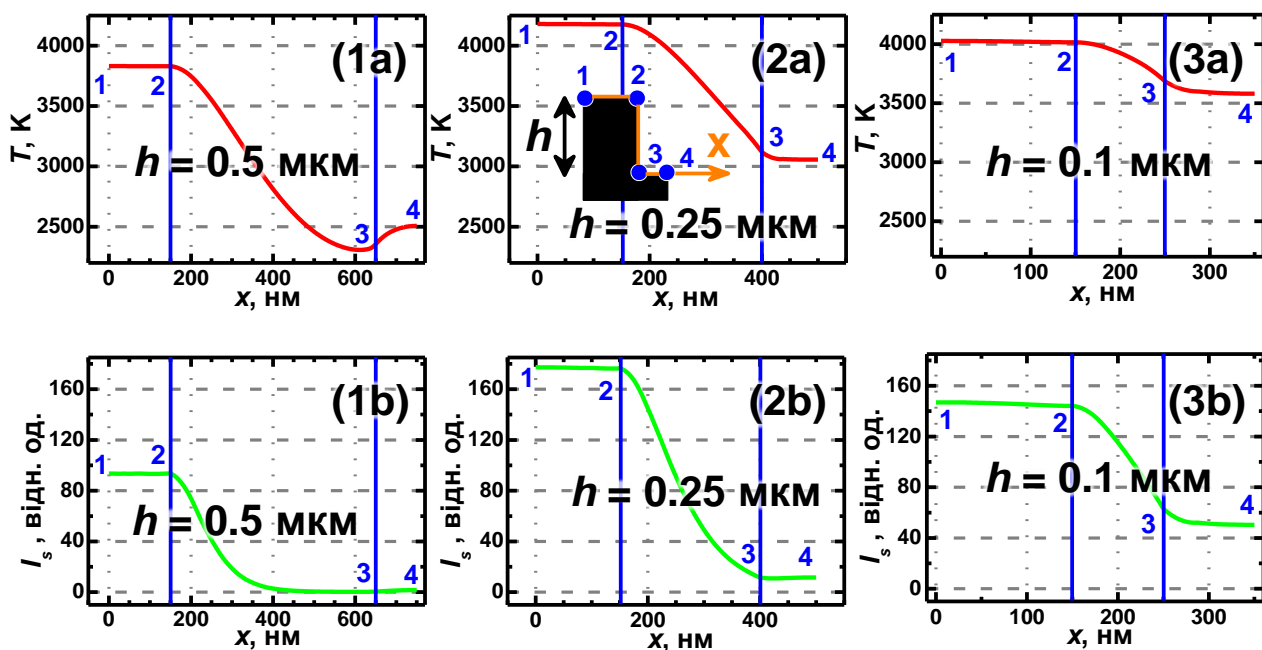 (1a)
T, К
4000
3500
3000
2500
1
2
3
4
h = 0.5 мкм
0 200 400 600
x, нм
(2a)
T, К
4000
3500
3000
2500
1
2
3
4
1 2
h
3 4
X
h = 0.25 мкм
0 200 400
x, нм
(3a)
T, К
4000
3500
3000
2500
1
2
3
4
h = 0.1 мкм
0 100 200 300
x, нм
(1b)
I s , відн. од.
160
120
80
40
0
1
2
3
4
h = 0.5 мкм
0 200 400 600
x, нм
(2b)
I s , відн. од.
160
120
80
40
0
1
2
3
4
h = 0.25 мкм
0 200 400
x, нм
(3b)
I s , відн. од.
160
120
80
40
0
1
2
3
4
h = 0.1 мкм
0 100 200 300
x, нм